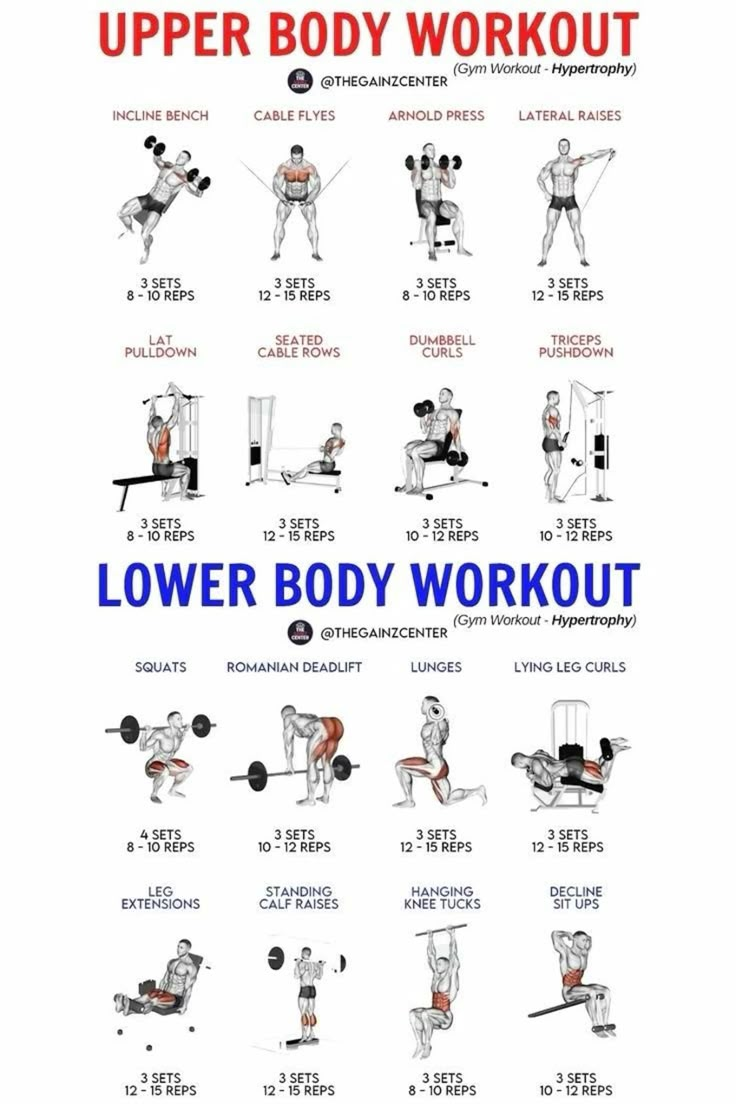 UPPER BODY WORKOUT
(Gym Workout - Hypertrophy)
THE
CENTER
@THEGAINZCENTER
INCLINE BENCH
CABLE FLYES
ARNOLD PRESS
LATERAL RAISES
3 SETS
8 - 10 REPS
3 SETS
12 - 15 REPS
3 SETS
8 - 10 REPS
3 SETS
12 - 15 REPS
LAT
PULLDOWN
SEATED
CABLE ROWS
DUMBBELL
CURLS
TRICEPS
PUSHDOWN
3 SETS
8 - 10 REPS
3 SETS
12 - 15 REPS
3 SETS
10 - 12 REPS
3 SETS
10 - 12 REPS
LOWER BODY WORKOUT
(Gym Workout - Hypertrophy)
THE
CENTER
@THEGAINZCENTER
SQUATS
ROMANIAN DEADLIFT
LUNGES
LYING LEG CURLS
4 SETS
8 - 10 REPS
3 SETS
10 - 12 REPS
3 SETS
12 - 15 REPS
3 SETS
12 - 15 REPS
LEG
EXTENSIONS
STANDING
CALF RAISES
HANGING
KNEE TUCKS
DECLINE
SIT UPS
3 SETS
12 - 15 REPS
3 SETS
12 - 15 REPS
3 SETS
8 - 10 REPS
3 SETS
10 - 12 REPS